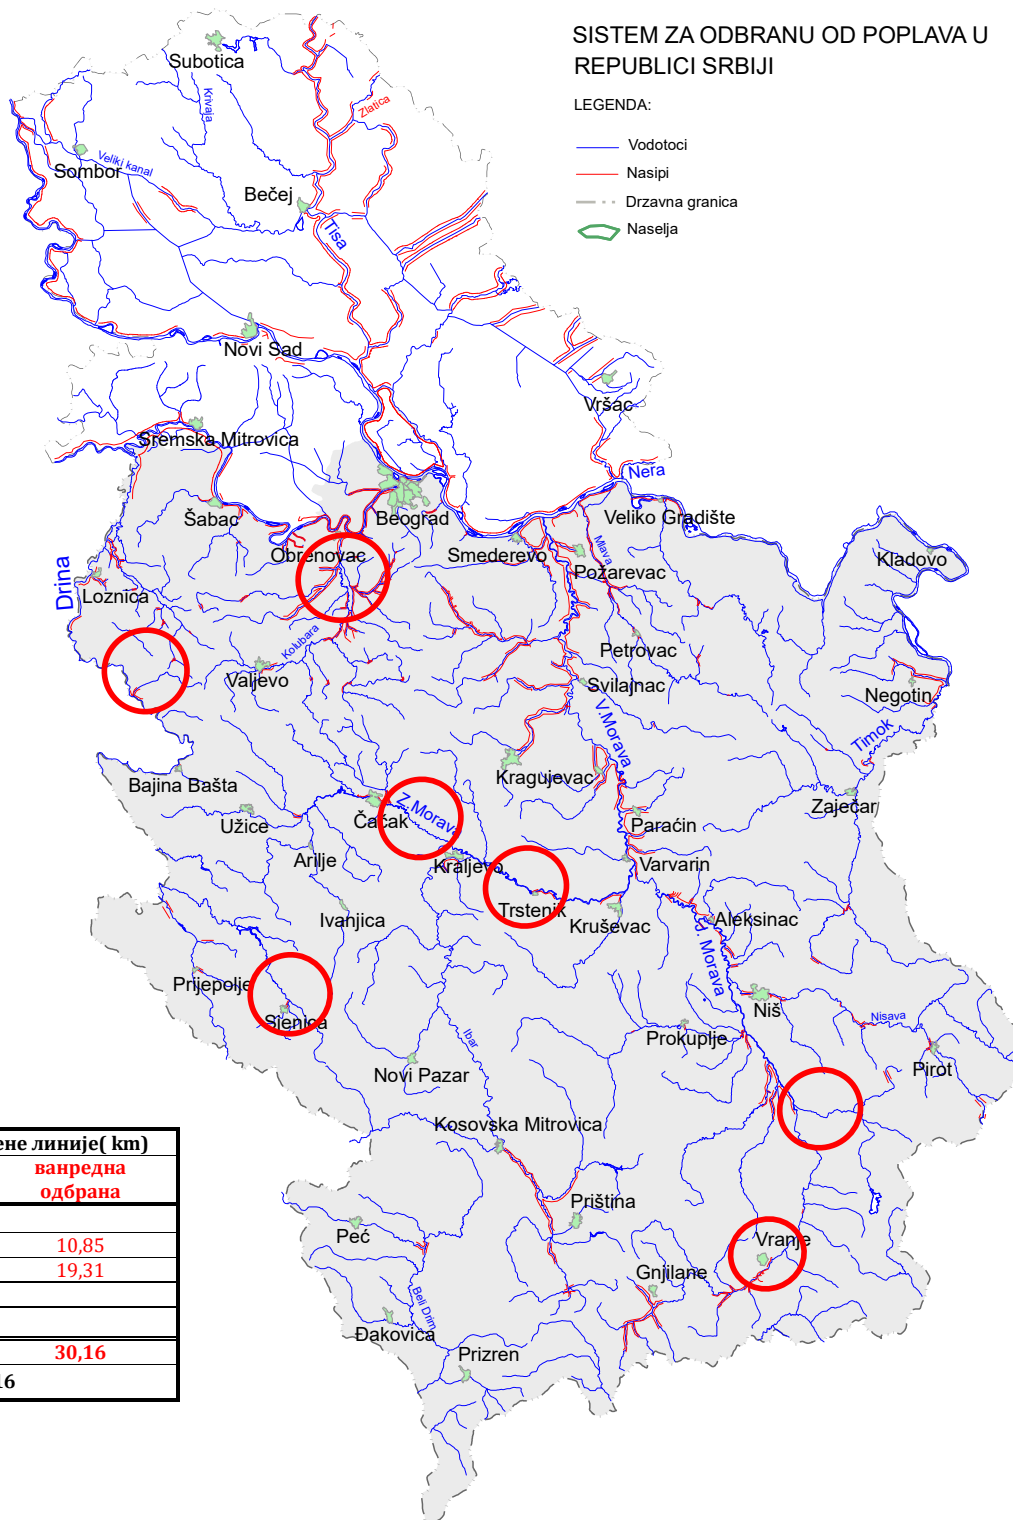 SISTEM ZA ODBRANU OD POPLAVA U
REPUBLICI SRBIJI
LEGENDA:
Vodotoci
Nasipi
Drzavna granica
Naselja
Subotica
Krivaja
Zlatica
Sombor
Veliki kanal
Bečej
Tisa
Novi Sad
Vršac
Sremska Mitrovica
Nera
Šabac
Beograd
Veliko Gradište
Obrenovac
Smederevo
Mlava
Požarevac
Kladovo
Drina
Loznica
Kolubara
Petrovac
Valjevo
Svilajnac
Negotin
V.Morava
Timok
Bajina Bašta
Kragujevac
Zaječar
Užice
Čačak
Z.Morava
Paraćin
Arilje
Kraljevo
Varvarin
Ivanjica
Trstenik
Kruševac
Aleksinac
J. Morava
Prijepolje
Sjenica
Niš
Nisava
Ibar
Prokuplje
Pirot
Novi Pazar
Kosovska Mitrovica
Priština
Peć
Vranje
Gnjilane
Beli Drim
Đakovica
Prizren
ене линије( km)
ванредна
одбрана
10,85
19,31
30,16
16